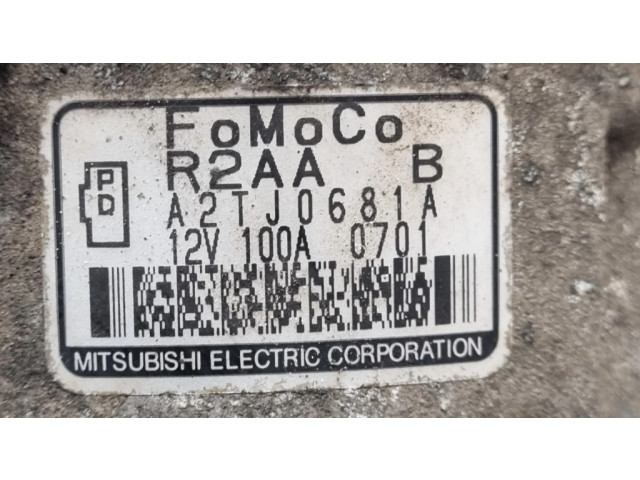 FoMoCo
R2AA B
P
D
A2TJ0681A
12V 100A 0701
MITSUBISHI ELECTRIC CORPORATION